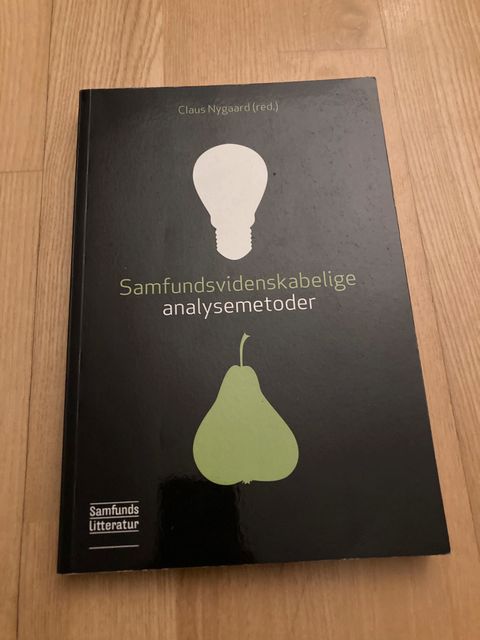 Claus Nygaard (red.)
Samfundsvidenskabelige
analysemetoder
Samfunds
litteratur